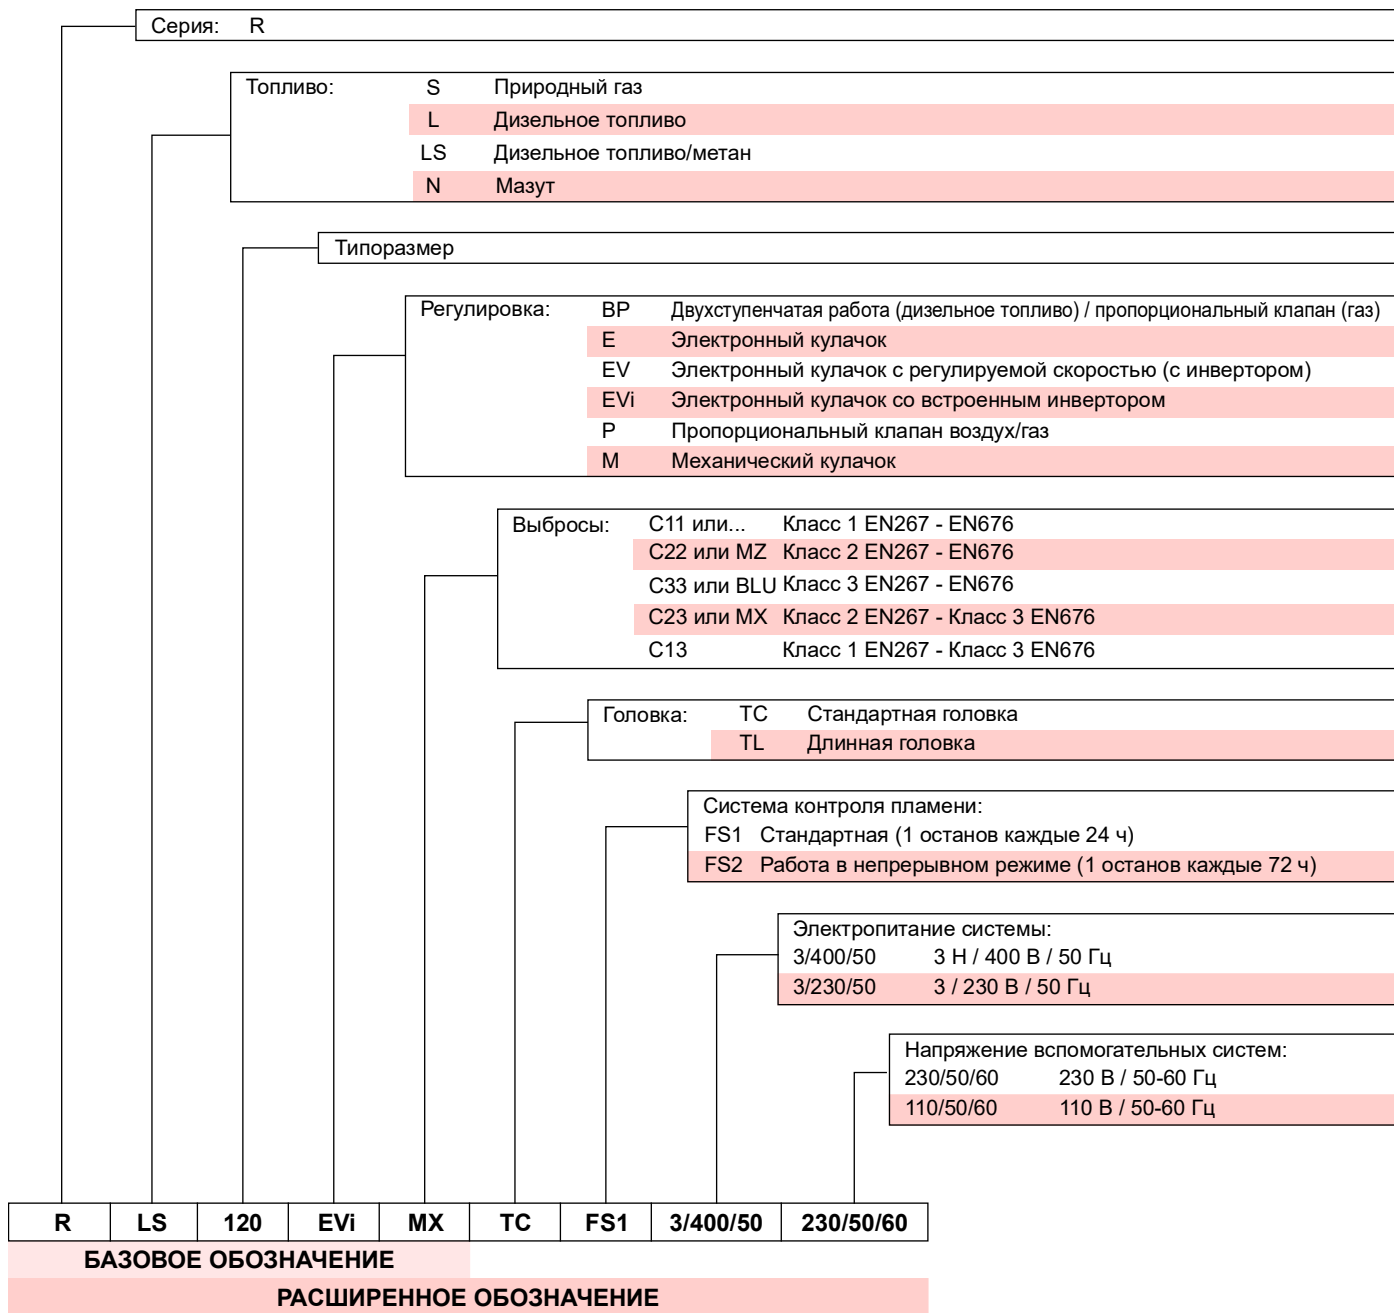 Серия: R
Топливо: S Природный газ
L Дизельное топливо
LS Дизельное топливо/метан
N Мазут
Типоразмер
Регулировка: BP Двухступенчатая работа (дизельное топливо) / пропорциональный клапан (газ)
E Электронный кулачок
EV Электронный кулачок с регулируемой скоростью (с инвертором)
EVi Электронный кулачок со встроенным инвертором
P Пропорциональный клапан воздух/газ
M Механический кулачок
Выбросы: C11 или... Класс 1 EN267 - EN676
C22 или MZ Класс 2 EN267 - EN676
C33 или BLU Класс 3 EN267 - EN676
C23 или MX Класс 2 EN267 - Класс 3 EN676
C13 Класс 1 EN267 - Класс 3 EN676
Головка: TC Стандартная головка
TL Длинная головка
Система контроля пламени:
FS1 Стандартная (1 останов каждые 24 ч)
FS2 Работа в непрерывном режиме (1 останов каждые 72 ч)
Электропитание системы:
3/400/50 3 Н / 400 В / 50 Гц
3/230/50 3 / 230 В / 50 Гц
Напряжение вспомогательных систем:
230/50/60 230 В / 50-60 Гц
110/50/60 110 В / 50-60 Гц
R LS 120 EVi MX TC FS1 3/400/50 230/50/60
БАЗОВОЕ ОБОЗНАЧЕНИЕ
РАСШИРЕННОЕ ОБОЗНАЧЕНИЕ